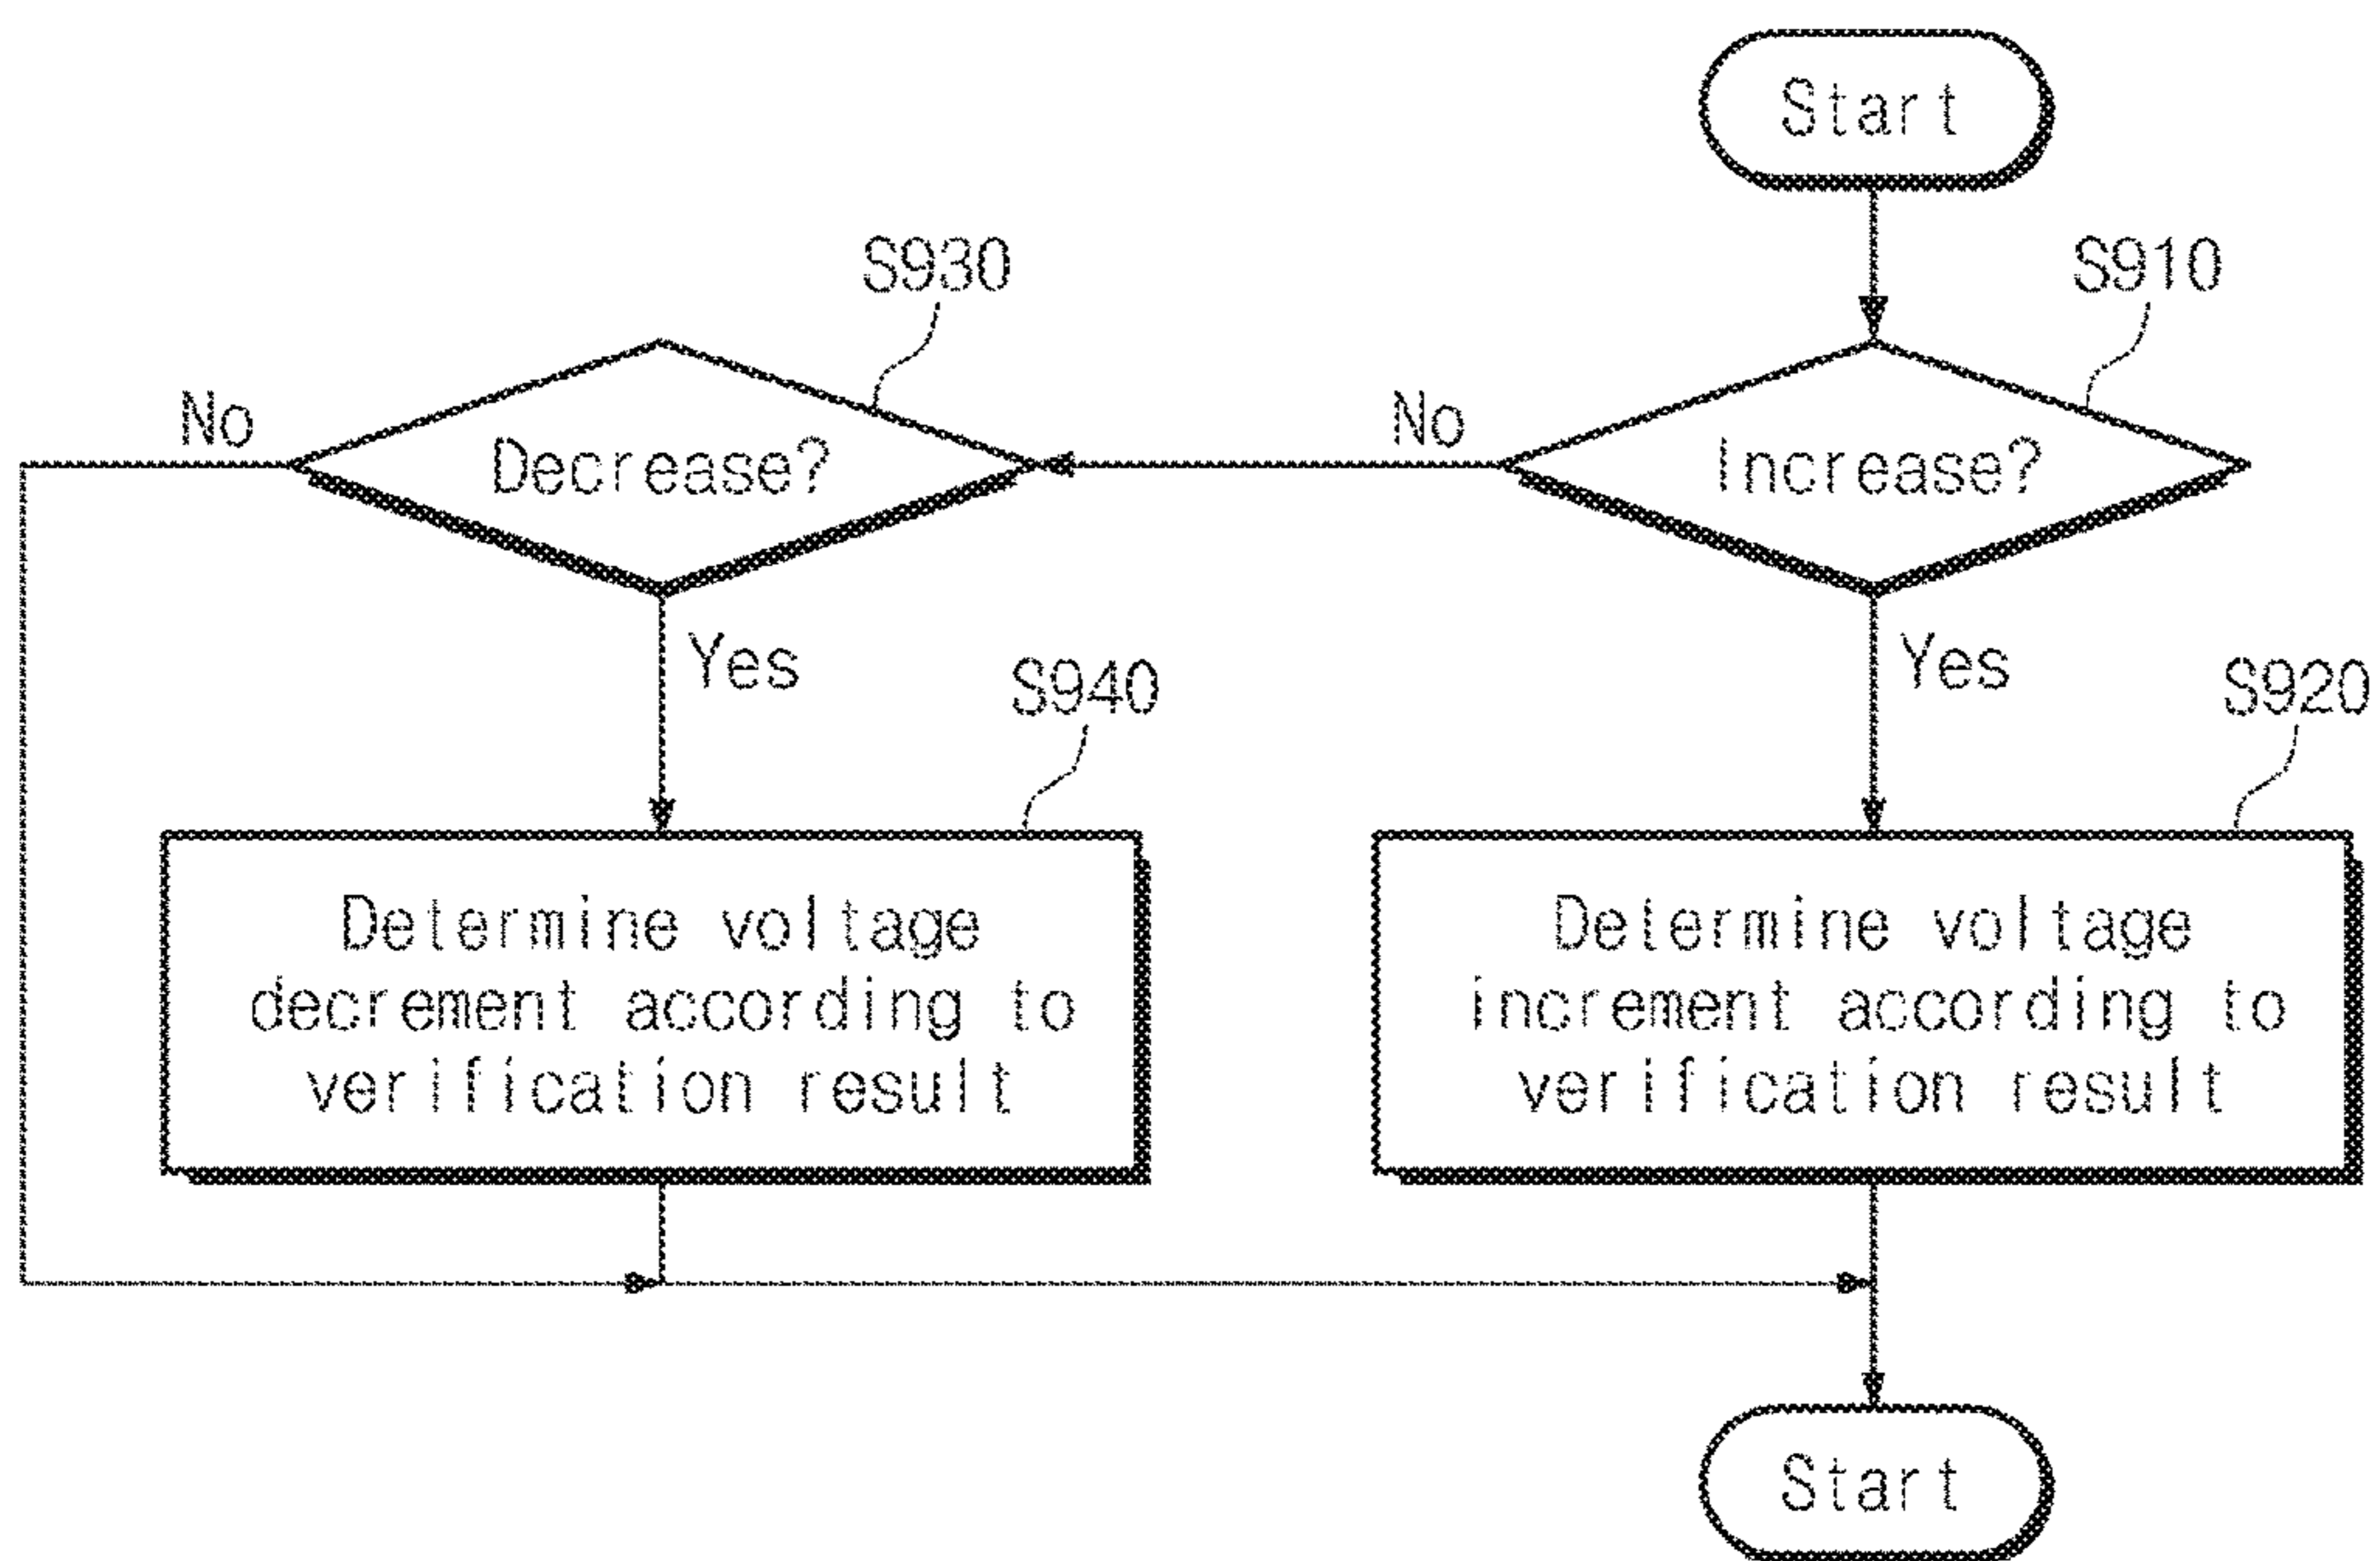 Start
S930
S910
No
Decrease?
No
Increase?
Yes
S940
Yes
S920
Determine voltage
decrement according to
verification result
Determine voltage
increment according to
verification result
Start